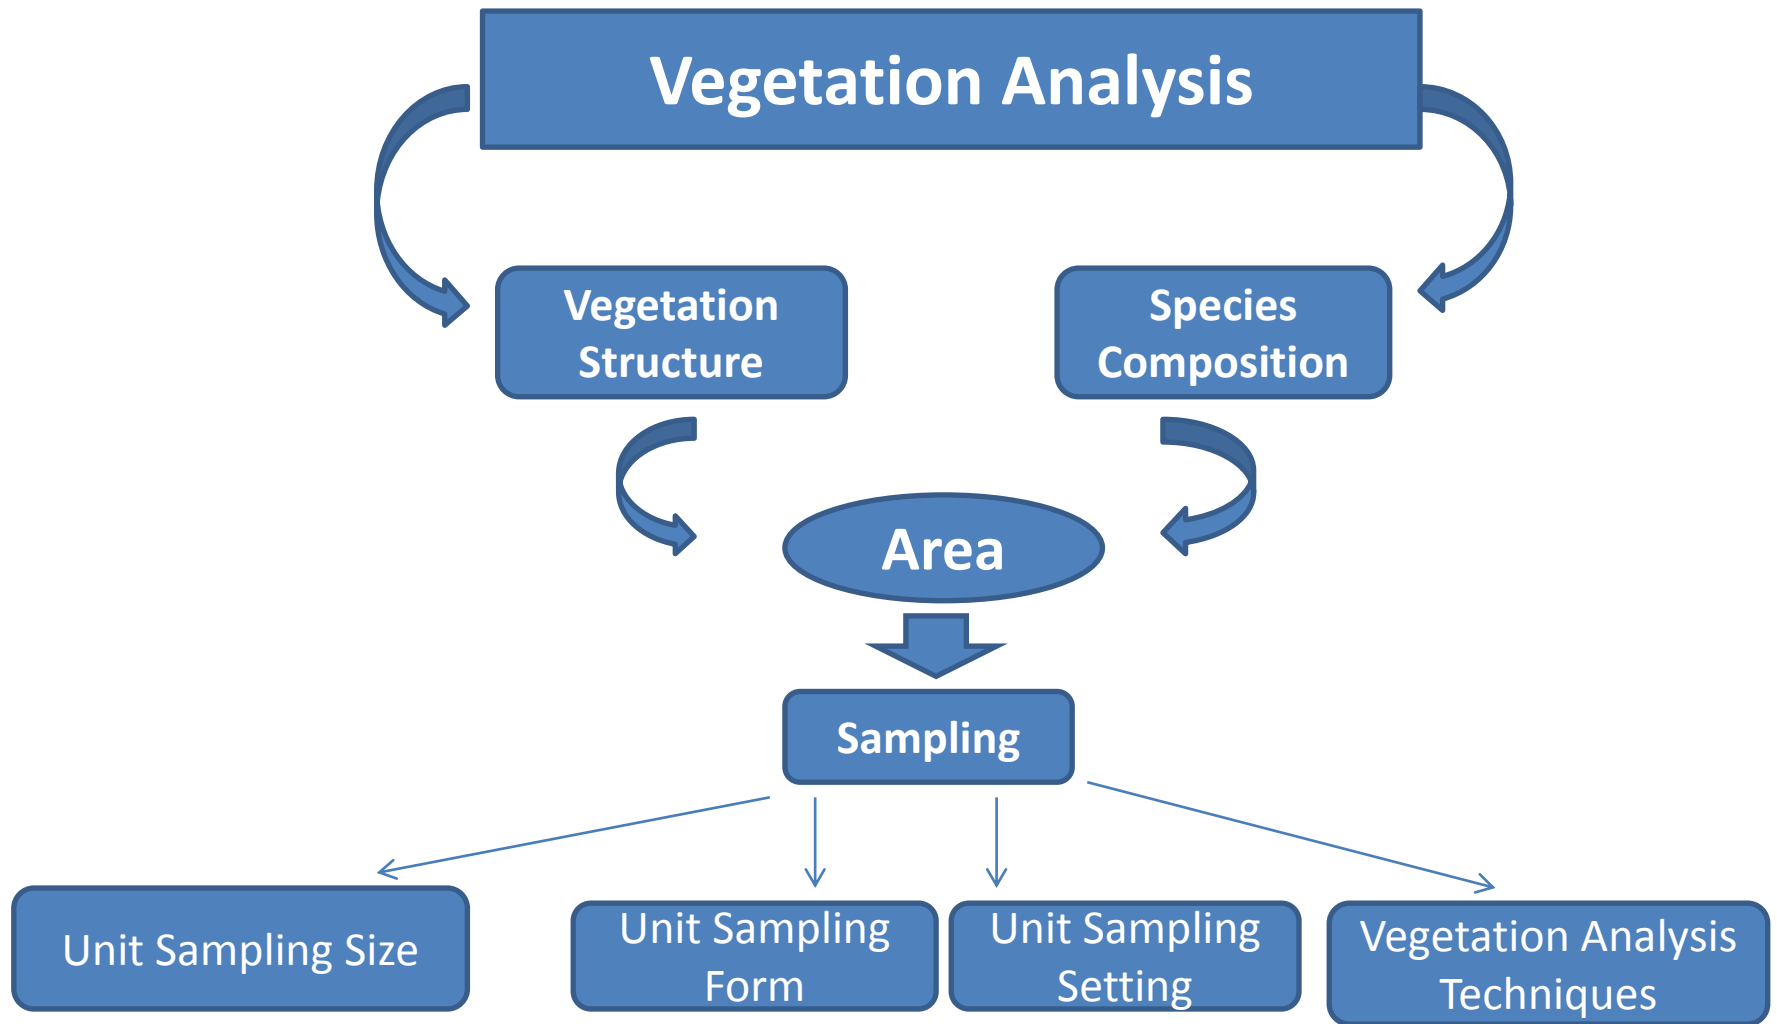 Vegetation Analysis
Vegetation
Structure
Species
Composition
Area
Sampling
Unit Sampling Size
Unit Sampling
Form
Unit Sampling
Setting
Vegetation Analysis
Techniques